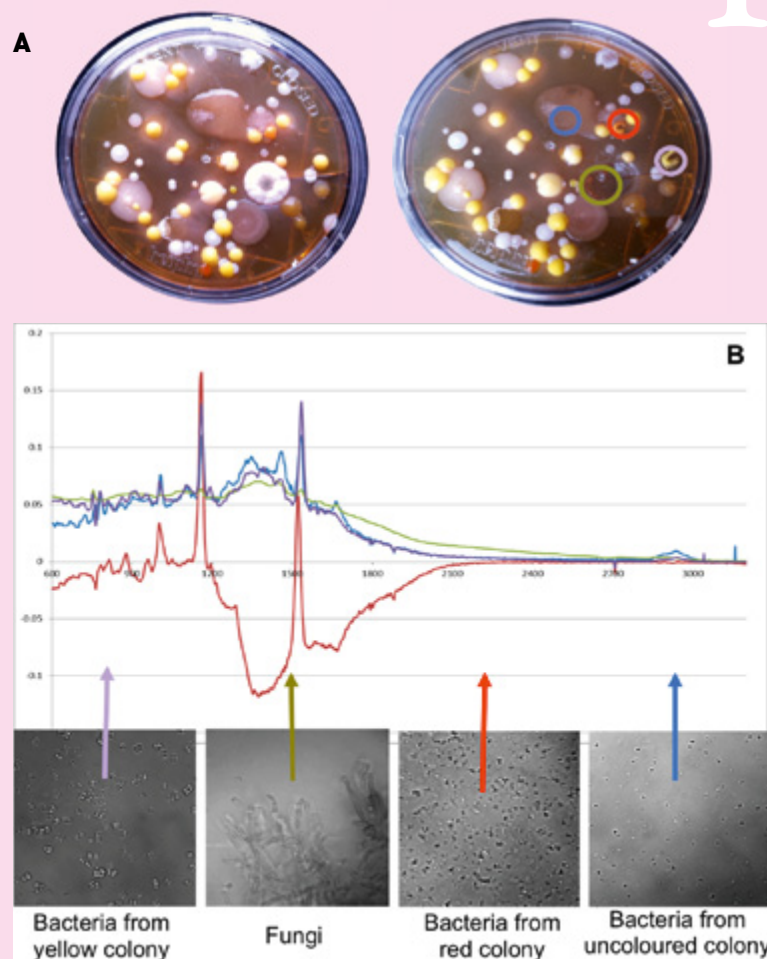 A
B
0.2
0.15
0.1
0.05
0
600 900 1200 1500 1800 2100 2400 2700 3000
-0.05
-0.1
Bacteria from
yellow colony
Fungi
Bacteria from
red colony
Bacteria from
uncoloured colony